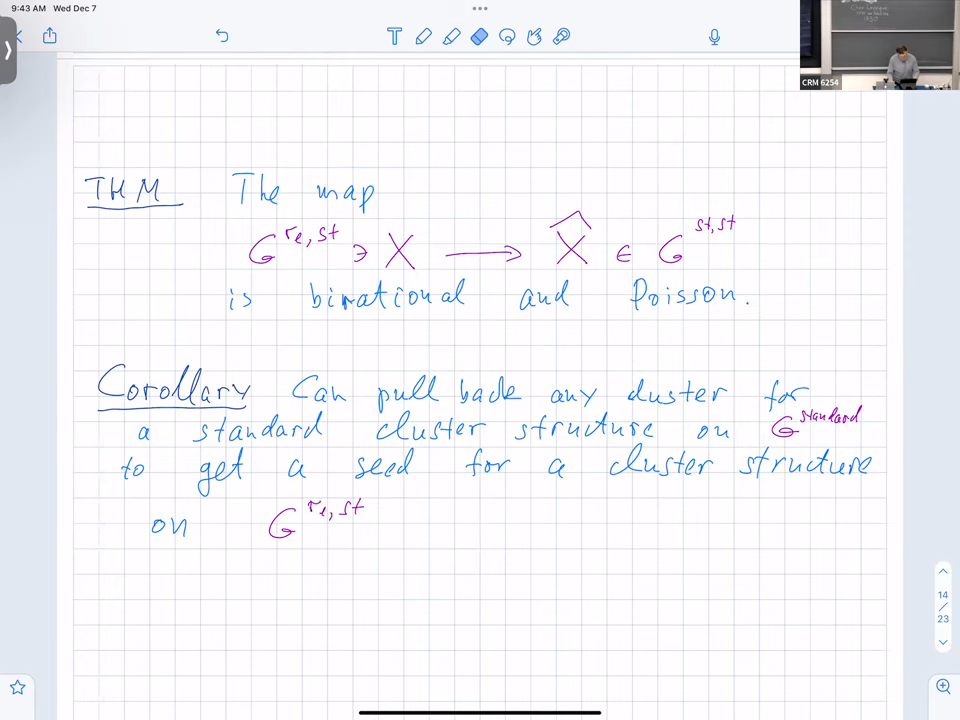 9:43 AM Wed Dec 7
CRM 6254
THM The map
G^{re, st} ∋ X ⟶ X̂ ∈ G^{st, st}
is birational and Poisson.
Corollary Can pull back any cluster for
a standard cluster structure on G^{standard}
to get a seed for a cluster structure
on G^{re, st}
14
/
23